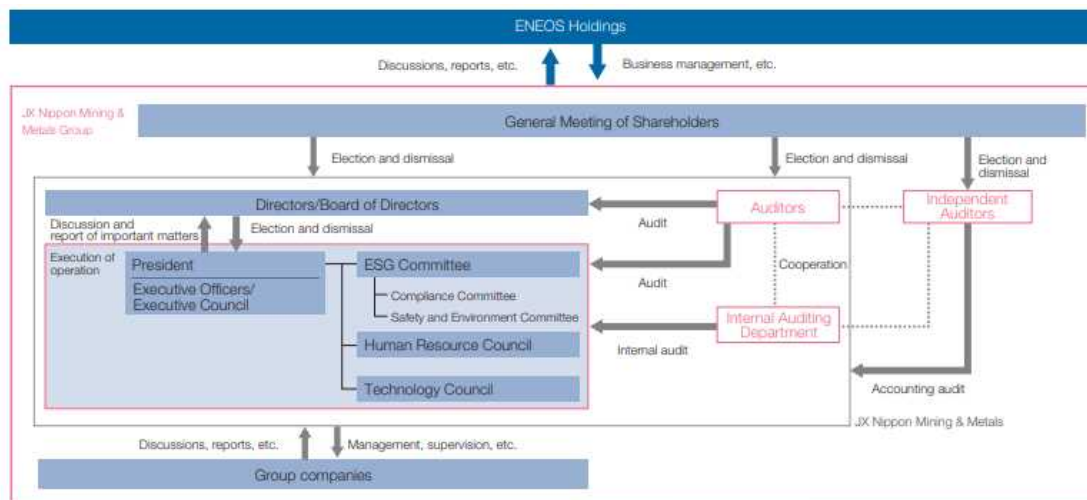 ENEOS Holdings
Discussions, reports, etc.
Business management, etc.
JX Nippon Mining &
Metals Group
General Meeting of Shareholders
Election and dismissal
Election and dismissal
Election and
dismissal
Directors/Board of Directors
Audit
Auditors
Independent
Auditors
Discussion and
report of important matters
Election and dismissal
Execution of
operation
President
Executive Officers/
Executive Council
ESG Committee
Compliance Committee
Safety and Environment Committee
Audit
Cooperation
Human Resource Council
Internal audit
Internal Auditing
Department
Technology Council
Accounting audit
JX Nippon Mining & Metals
Discussions, reports, etc.
Management, supervision, etc.
Group companies